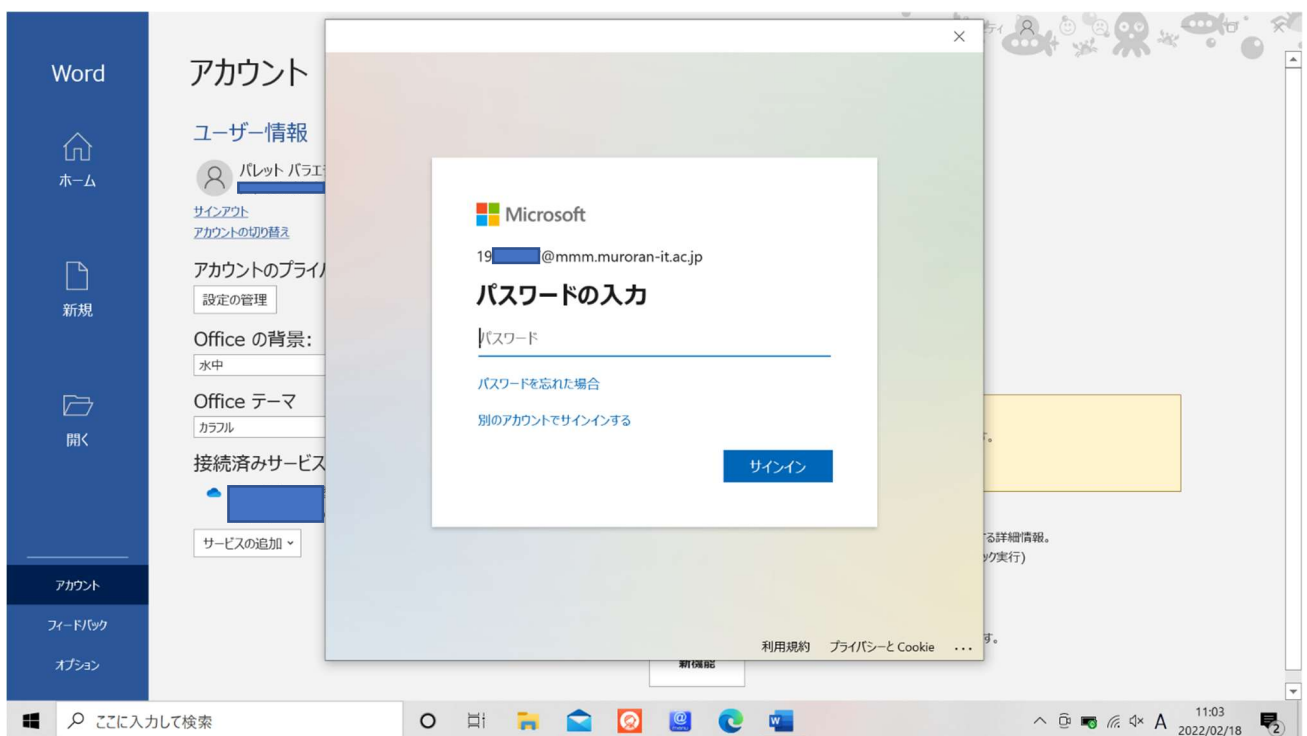 Word
ホーム
新規
開く
アカウント
フィードバック
オプション
アカウント
ユーザー情報
パレット バラエ
サインアウト
アカウントの切り替え
アカウントのプライ
設定の管理
Office の背景:
水中
Office テーマ
カラフル
接続済みサービス
サービスの追加
Microsoft
19 @mmm.muroran-it.ac.jp
パスワードの入力
パスワード
パスワードを忘れた場合
別のアカウントでサインインする
サインイン
利用規約 プライバシーと Cookie ...
ティ
す。
る詳細情報。
ック実行)
す。
新機能
ここに入力して検索
A
11:03
2022/02/18
2